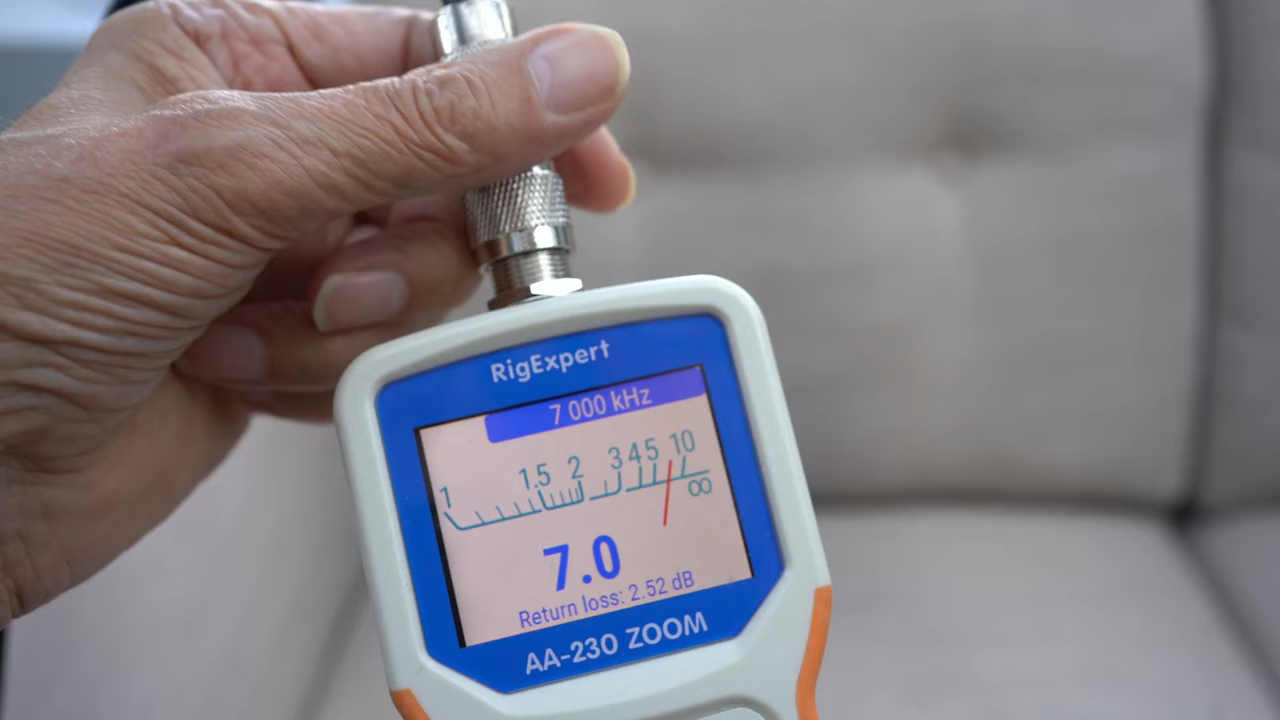 RigExpert
7 000 kHz
1 1.5 2 3 4 5 10 ∞
7.0
Return loss: 2.52 dB
AA-230 ZOOM